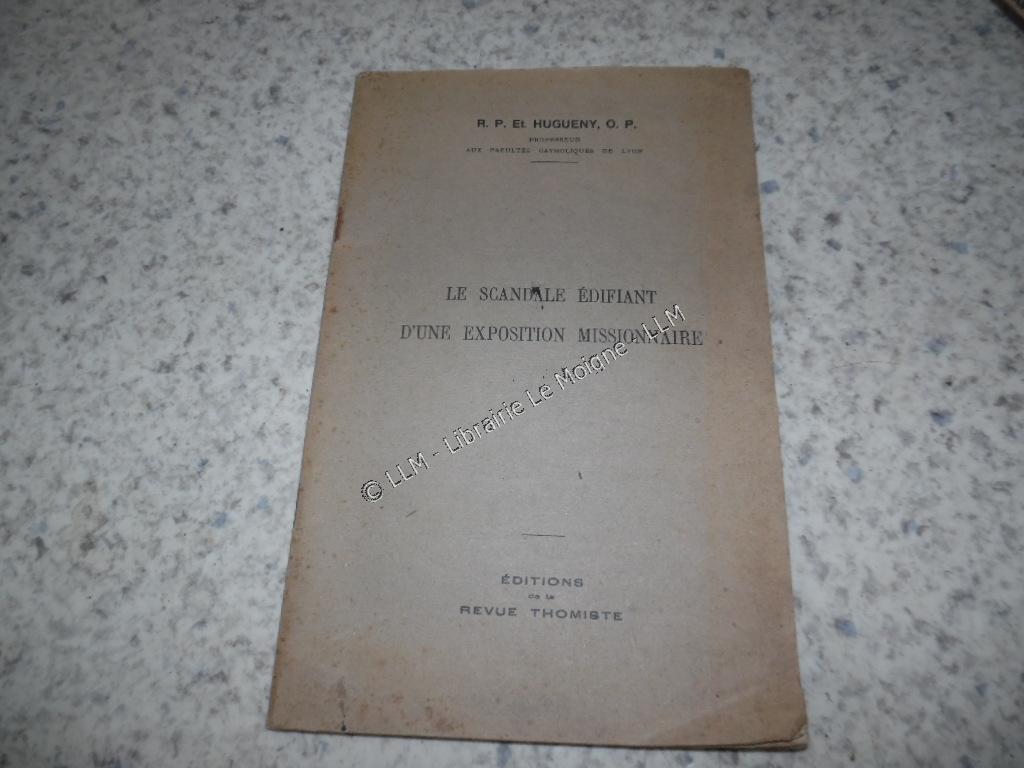 R. P. Et. HUGUENY, O. P.
PROFESSEUR
AUX FACULTÉS CATHOLIQUES DE LYON
LE SCANDALE ÉDIFIANT
D'UNE EXPOSITION MISSIONNAIRE
© LLM - Librairie Le Moigne - LLM
ÉDITIONS
de la
REVUE THOMISTE